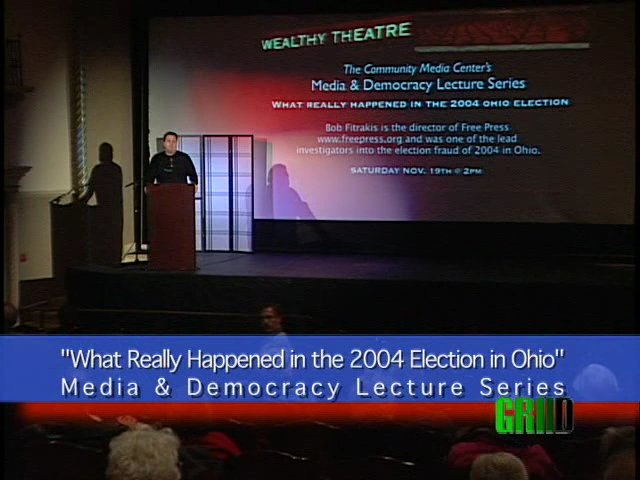 WEALTHY THEATRE
The Community Media Center's
Media & Democracy Lecture Series
WHAT REALLY HAPPENED IN THE 2004 OHIO ELECTION
Bob Fitrakis is the director of Free Press
www.freepress.org and was one of the lead
investigators into the election fraud of 2004 in Ohio.
SATURDAY NOV. 19TH @ 2PM
"What Really Happened in the 2004 Election in Ohio"
Media & Democracy Lecture Series
GRIID